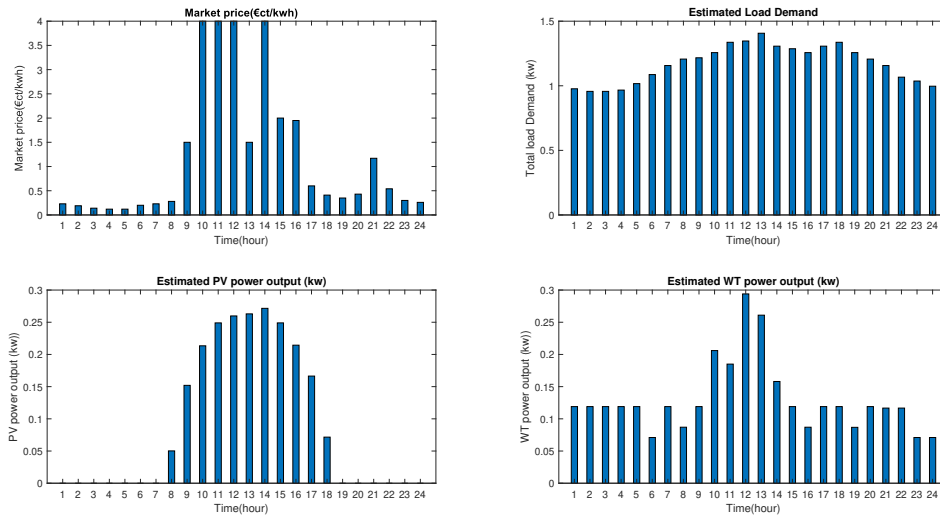 Market price(€ct/kwh)
4
3.5
3
2.5
4
2
1.5
1
0.5
0
1 2 3 4 5 6 7 8 9 10 11 12 13 14 15 16 17 18 19 20 21 22 23 24
Time(hour)
Market price(€ct/kwh)
Estimated Load Demand
1.5
1
0.5
0
1 2 3 4 5 6 7 8 9 10 11 12 13 14 15 16 17 18 19 20 21 22 23 24
Time(hour)
Total load Demand (kw)
Estimated PV power output (kw)
0.3
0.25
0.2
0.15
0.1
0.05
0
1 2 3 4 5 6 7 8 9 10 11 12 13 14 15 16 17 18 19 20 21 22 23 24
Time(hour)
PV power output (kw))
Estimated WT power output (kw)
0.3
0.25
0.2
0.15
0.1
0.05
0
1 2 3 4 5 6 7 8 9 10 11 12 13 14 15 16 17 18 19 20 21 22 23 24
Time(hour)
WT power output (kw))